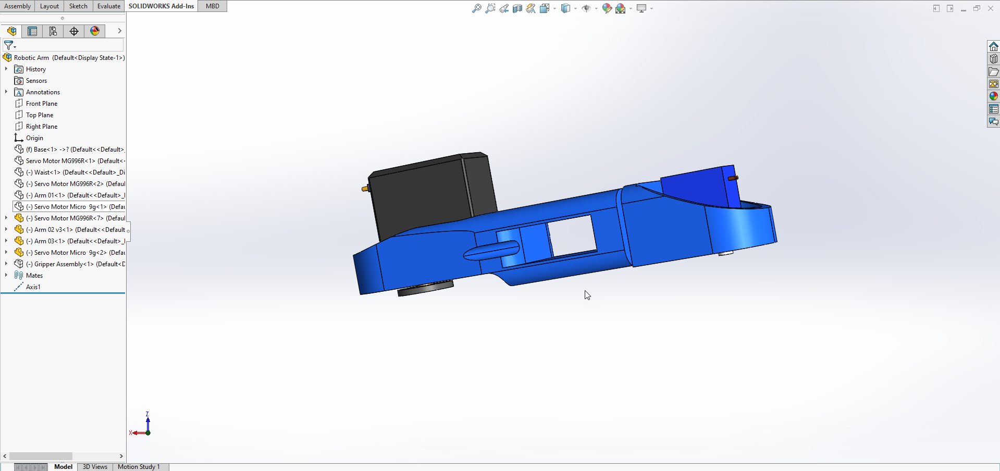 Assembly Layout Sketch Evaluate SOLIDWORKS Add-Ins MBD
Robotic Arm (Default<Display State-1>)
History
Sensors
Annotations
Front Plane
Top Plane
Right Plane
Origin
(f) Base<1> ->? (Default<<Default>_
Servo Motor MG996R<1> (Default<
(-) Waist<1> (Default<<Default>_Di
(-) Servo Motor MG996R<2> (Defaul
(-) Arm 01<1> (Default<<Default>_
(-) Servo Motor Micro 9g<1> (Defau
(-) Servo Motor MG996R<7> (Defaul
(-) Arm 02 v3<1> (Default<<Default
(-) Arm 03<1> (Default<<Default>_
(-) Servo Motor Micro 9g<2> (Defau
(-) Gripper Assembly<1> (Default<D
Mates
Axis1
Z
X
Model 3D Views Motion Study 1